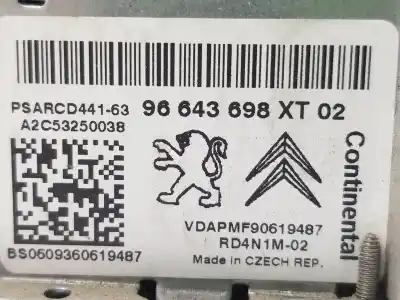 PSARCD441-63 96 643 698 XT 02
A2C53250038
Continental
VDAPMF90619487
RD4N1M-02
BS0609360619487 Made in CZECH REP.